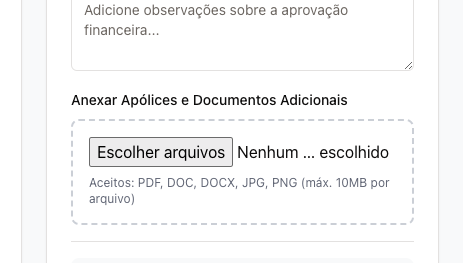 Adicione observações sobre a aprovação
financeira...
Anexar Apólices e Documentos Adicionais
Escolher arquivos Nenhum ... escolhido
Aceitos: PDF, DOC, DOCX, JPG, PNG (máx. 10MB por
arquivo)